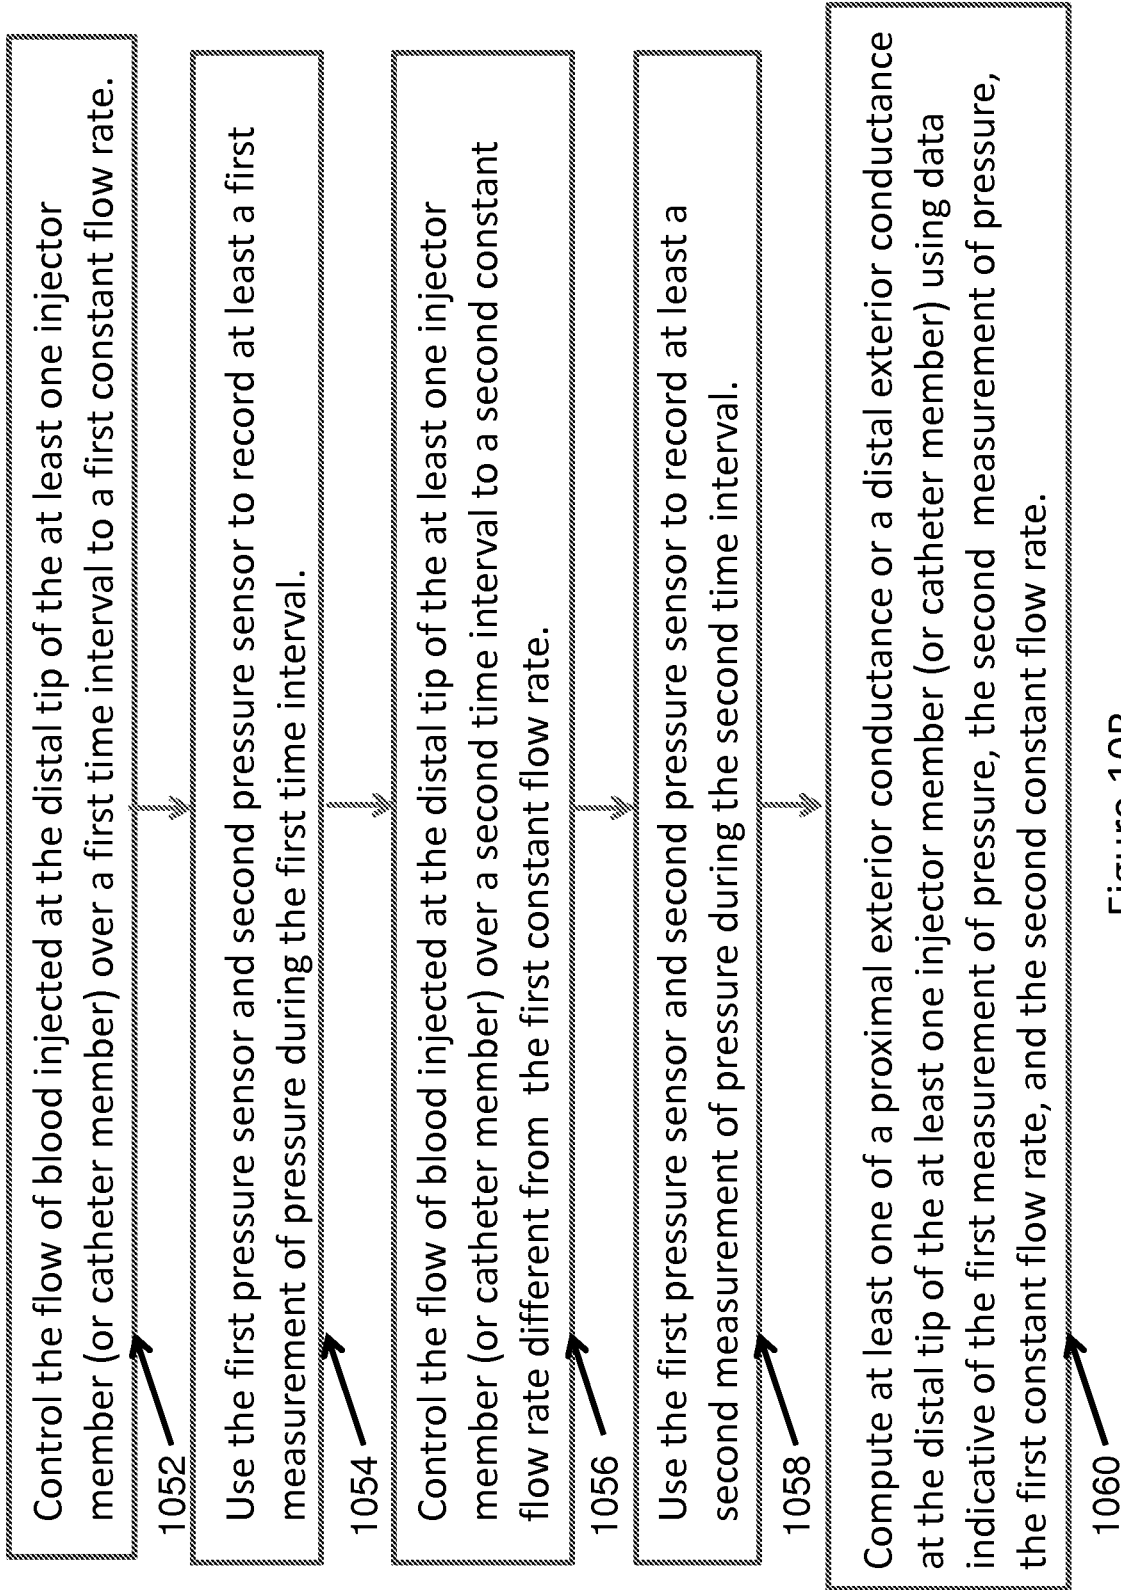 Control the flow of blood injected at the distal tip of the at least one injector
member (or catheter member) over a first time interval to a first constant flow rate.
1052
Use the first pressure sensor and second pressure sensor to record at least a first
measurement of pressure during the first time interval.
1054
Control the flow of blood injected at the distal tip of the at least one injector
member (or catheter member) over a second time interval to a second constant
flow rate different from the first constant flow rate.
1056
Use the first pressure sensor and second pressure sensor to record at least a
second measurement of pressure during the second time interval.
1058
Compute at least one of a proximal exterior conductance or a distal exterior conductance
at the distal tip of the at least one injector member (or catheter member) using data
indicative of the first measurement of pressure, the second measurement of pressure,
the first constant flow rate, and the second constant flow rate.
1060
Figure 10B